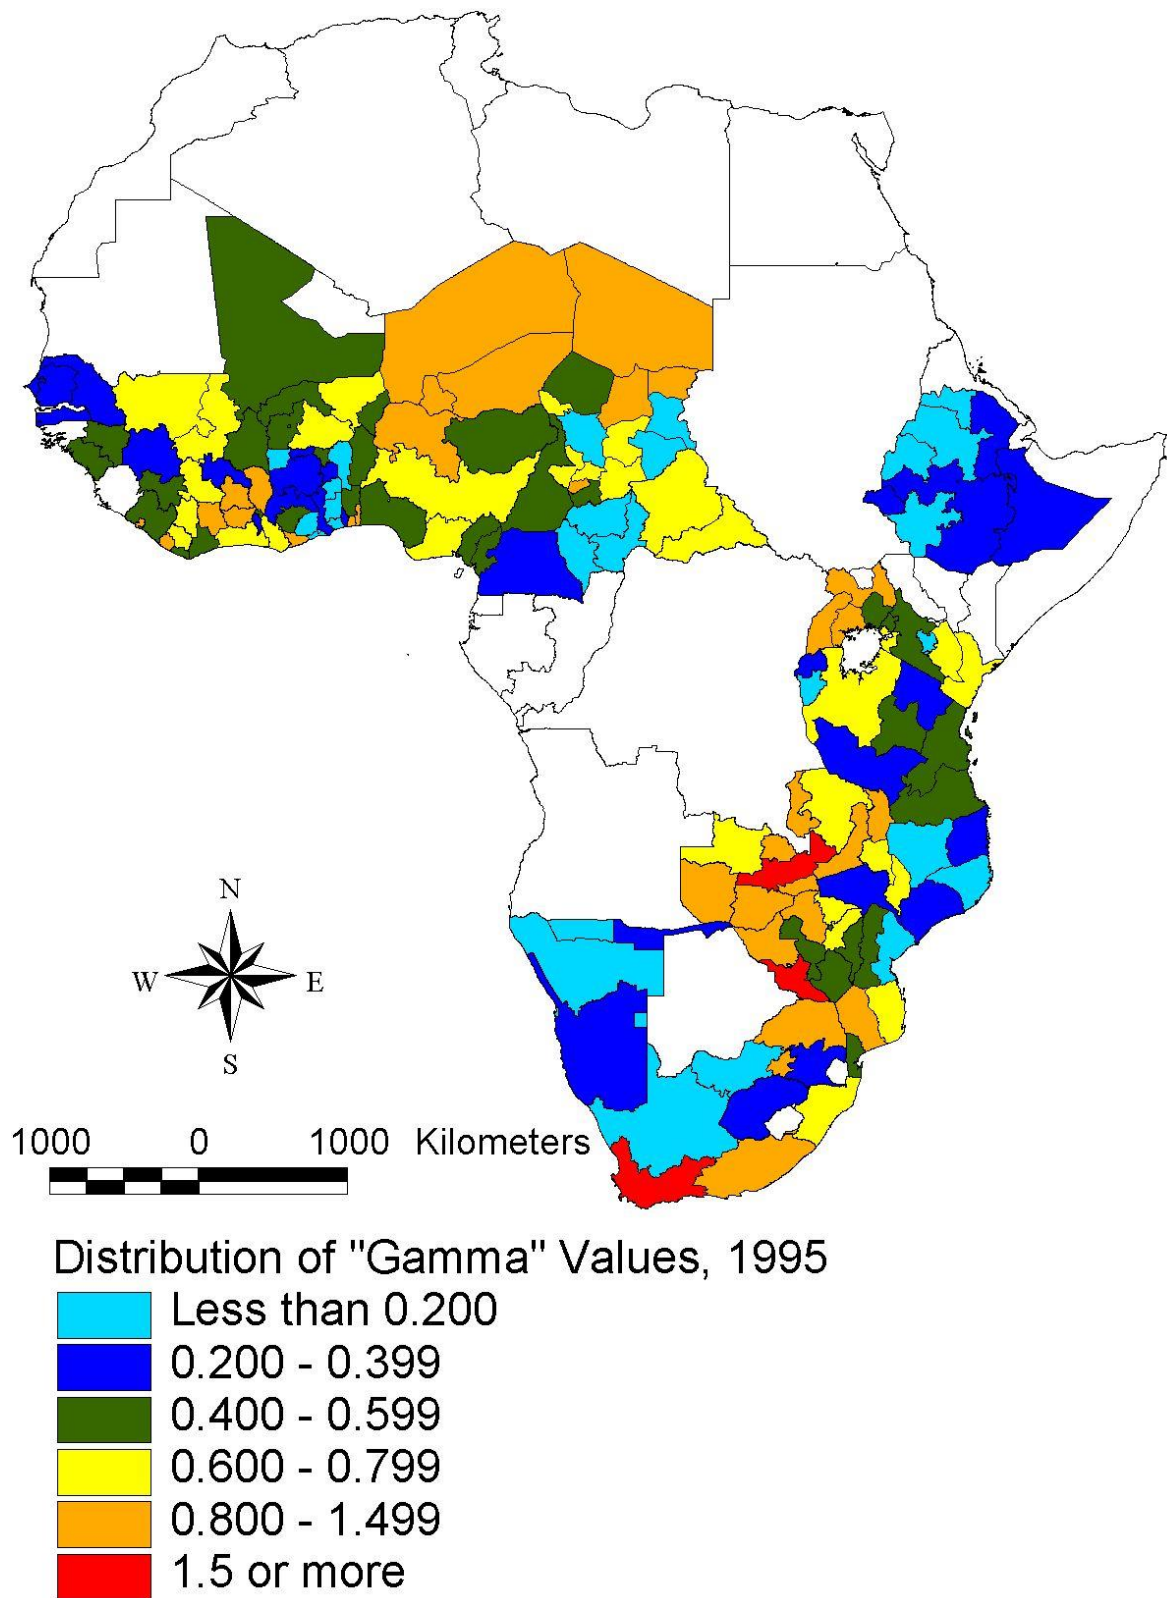 N
W E
S
1000 0 1000 Kilometers
Distribution of "Gamma" Values, 1995
Less than 0.200
0.200 - 0.399
0.400 - 0.599
0.600 - 0.799
0.800 - 1.499
1.5 or more